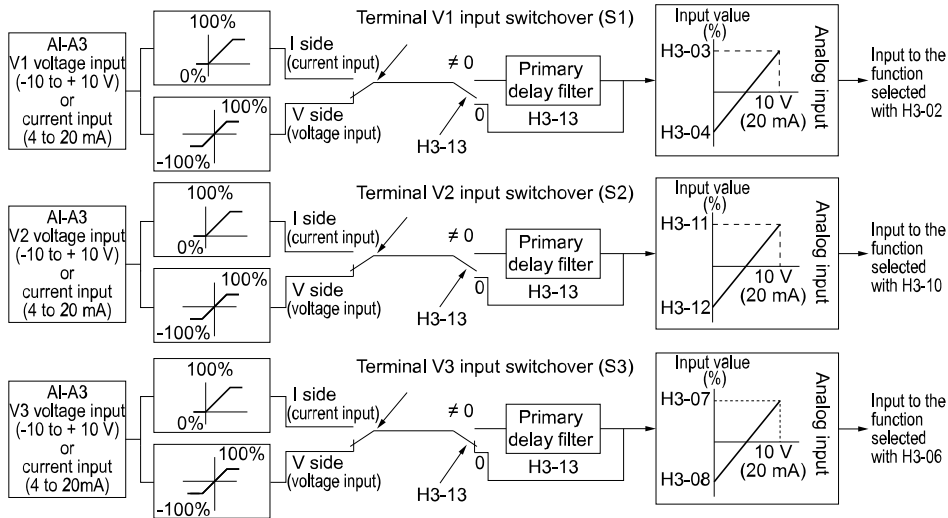 AI-A3
V1 voltage input
(-10 to + 10 V)
or
current input
(4 to 20 mA)
100%
0%
100%
-100%
I side
(current input)
V side
(voltage input)
Terminal V1 input switchover (S1)
≠ 0
0
H3-13
Primary
delay filter
H3-13
Input value
(%)
H3-03
H3-04
10 V
(20 mA)
Analog input
Input to the
function
selected
with H3-02
AI-A3
V2 voltage input
(-10 to + 10 V)
or
current input
(4 to 20 mA)
100%
0%
100%
-100%
I side
(current input)
V side
(voltage input)
Terminal V2 input switchover (S2)
≠ 0
0
H3-13
Primary
delay filter
H3-13
Input value
(%)
H3-11
H3-12
10 V
(20 mA)
Analog input
Input to the
function
selected
with H3-10
AI-A3
V3 voltage input
(-10 to + 10 V)
or
current input
(4 to 20mA)
100%
0%
100%
-100%
I side
(current input)
V side
(voltage input)
Terminal V3 input switchover (S3)
≠ 0
0
H3-13
Primary
delay filter
H3-13
Input value
(%)
H3-07
H3-08
10 V
(20 mA)
Analog input
Input to the
function
selected
with H3-06